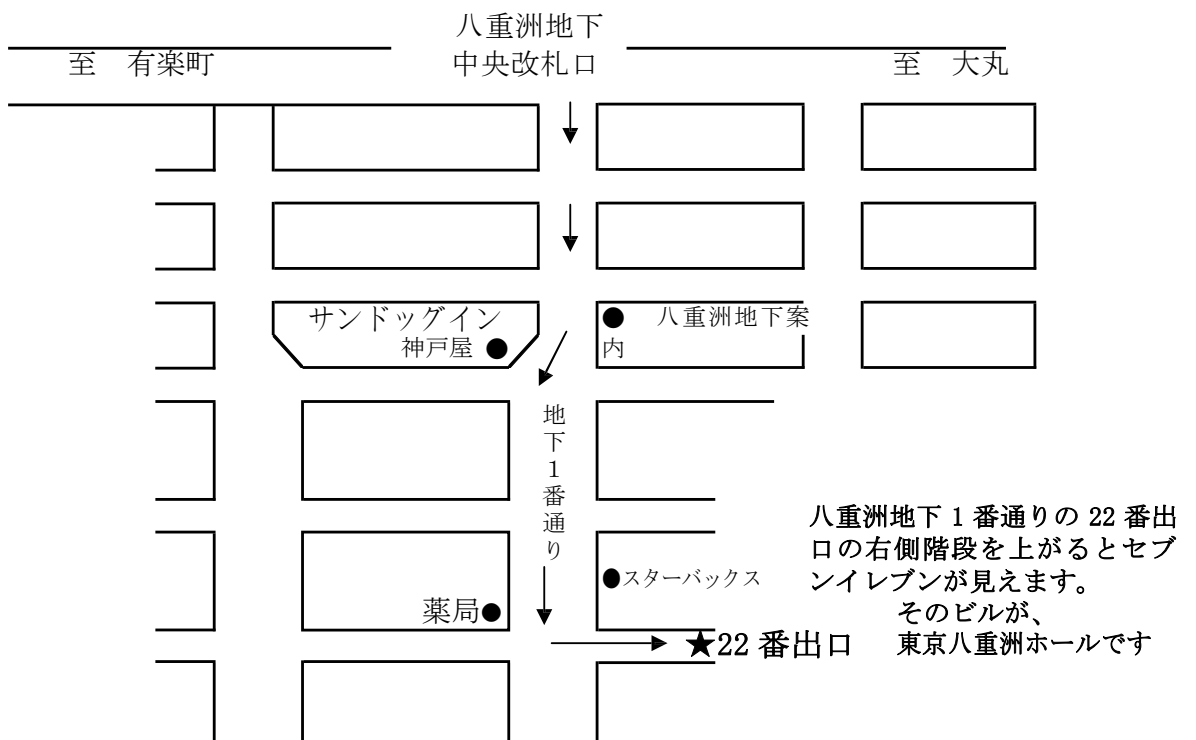 八重洲地下
中央改札口
至　有楽町
至　大丸
サンドッグイン
神戸屋 ●
●　八重洲地下案
内
地下1番通り
八重洲地下 1 番通りの 22 番出
口の右側階段を上がるとセブ
ンイレブンが見えます。
そのビルが、
東京八重洲ホールです
●スターバックス
薬局●
★22 番出口